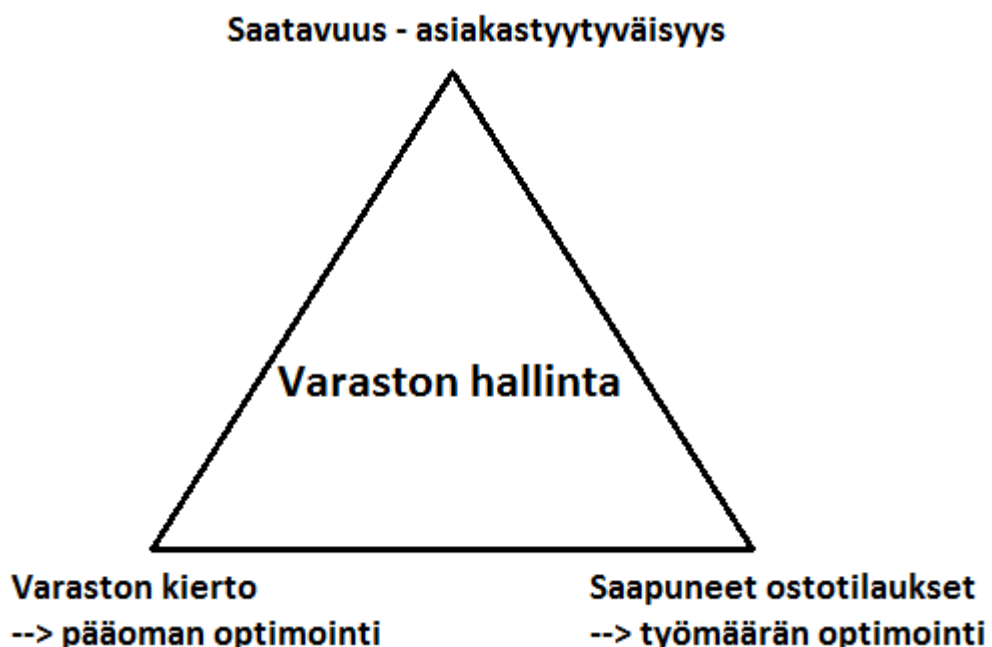 Saatavuus - asiakastyytyväisyys
Varaston hallinta
Varaston kierto
--> pääoman optimointi
Saapuneet ostotilaukset
--> työmäärän optimointi